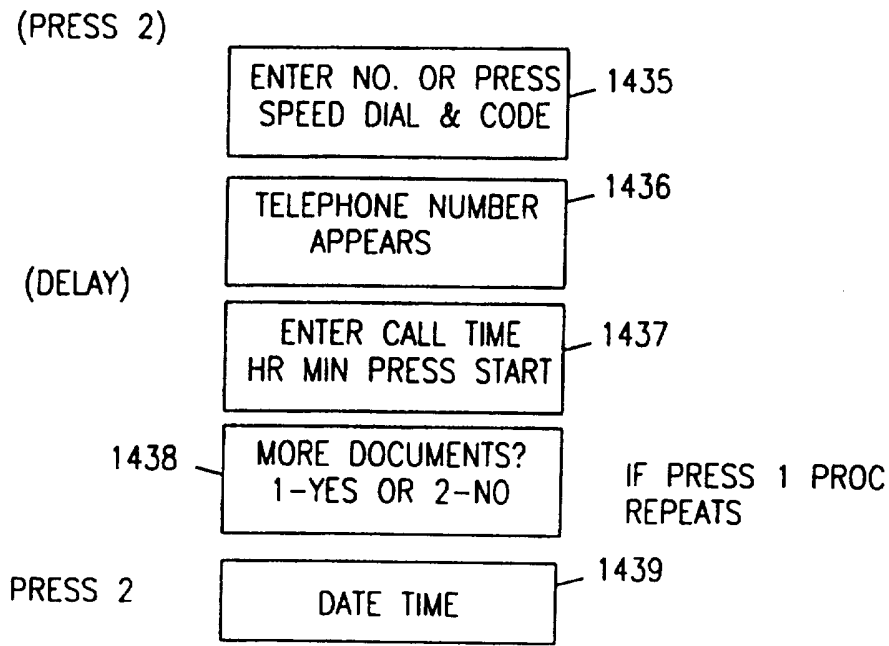 (PRESS 2)
ENTER NO. OR PRESS
SPEED DIAL & CODE
1435
TELEPHONE NUMBER
APPEARS
1436
(DELAY)
ENTER CALL TIME
HR MIN PRESS START
1437
1438
MORE DOCUMENTS?
1-YES OR 2-NO
IF PRESS 1 PROC
REPEATS
PRESS 2
DATE TIME
1439